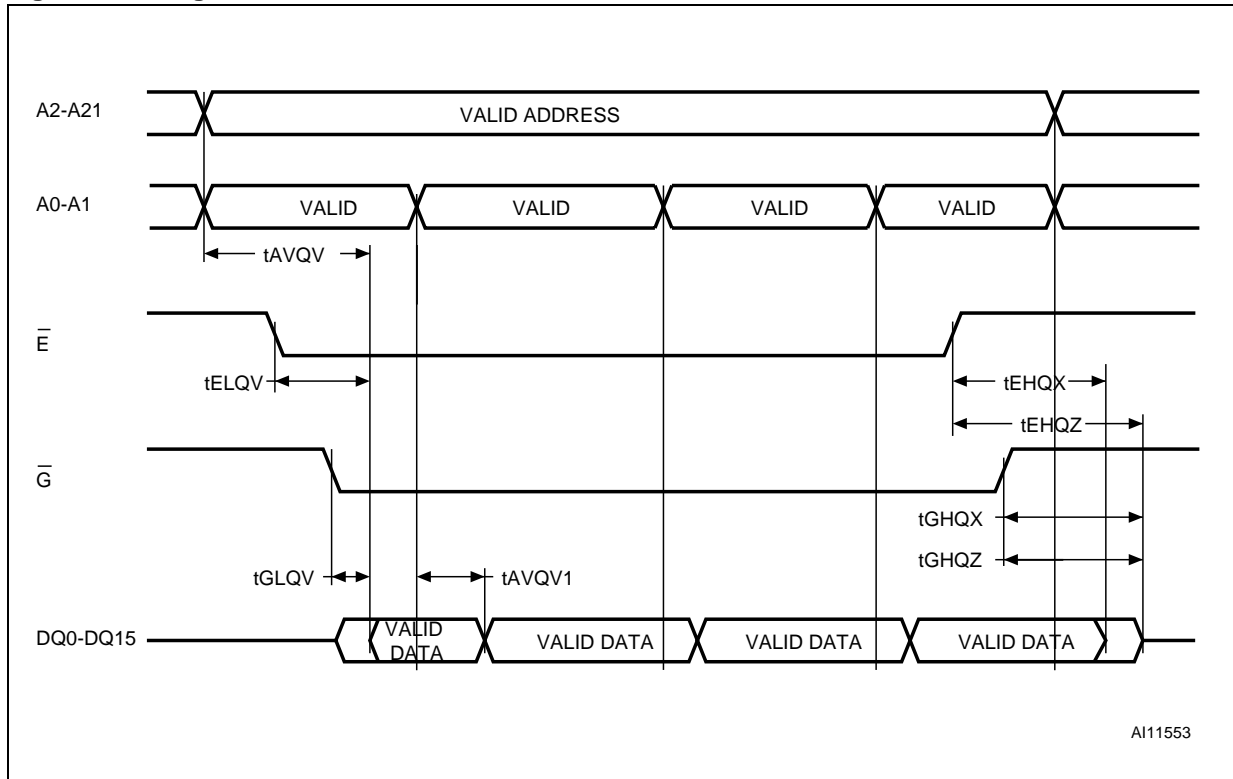 A2-A21
VALID ADDRESS
A0-A1
VALID
VALID
VALID
VALID
tAVQV
E
tELQV
tEHQX
tEHQZ
G
tGHQX
tGHQZ
tGLQV
tAVQV1
DQ0-DQ15
VALID
DATA
VALID DATA
VALID DATA
VALID DATA
AI11553